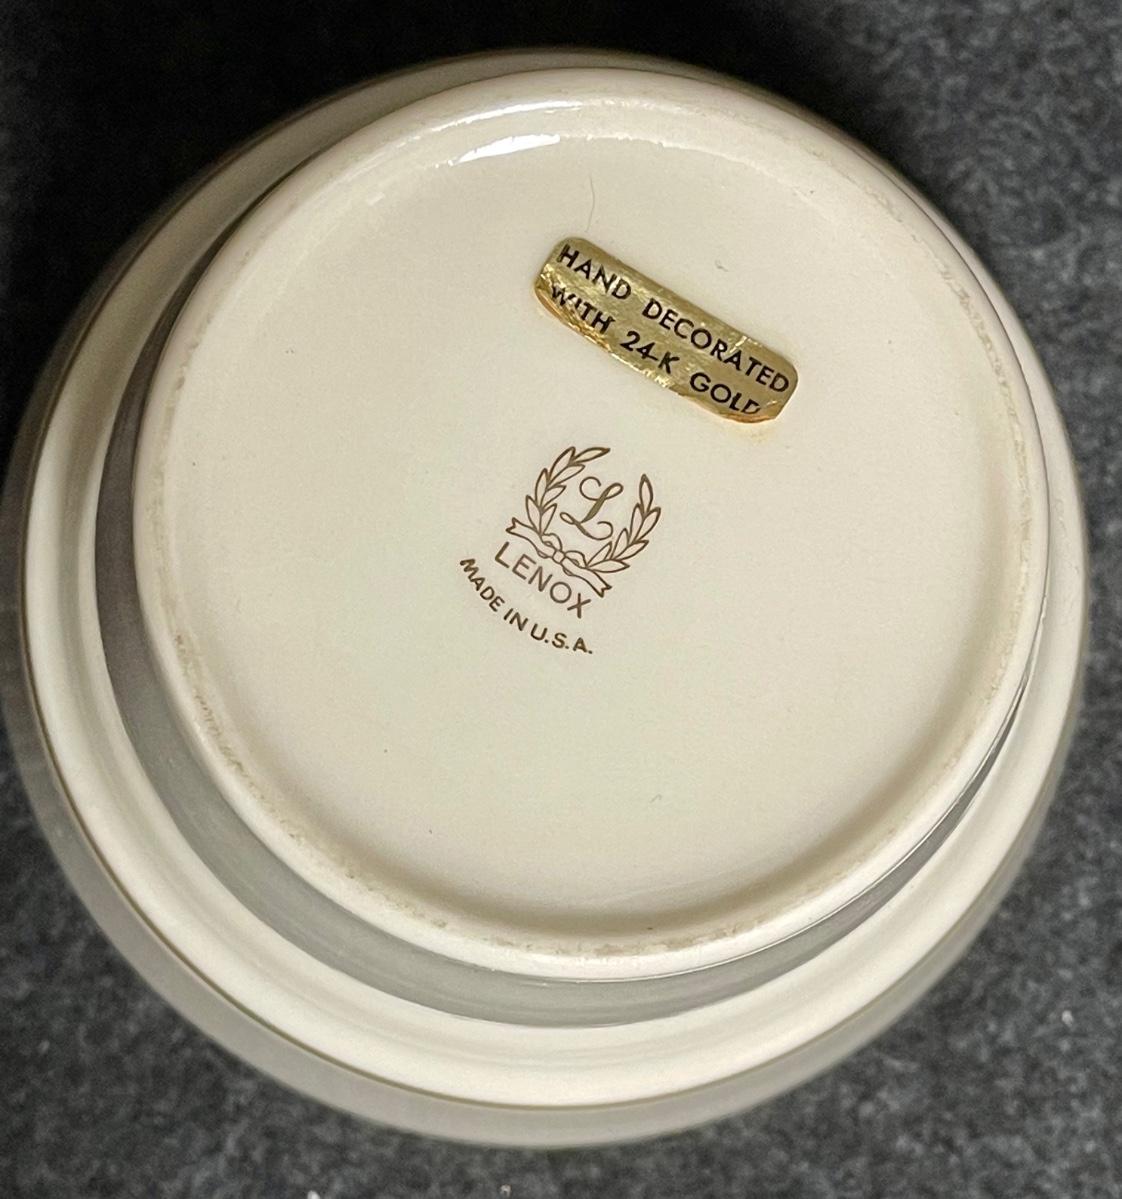 HAND DECORATED
WITH 24-K GOLD
L
LENOX
MADE IN U.S.A.